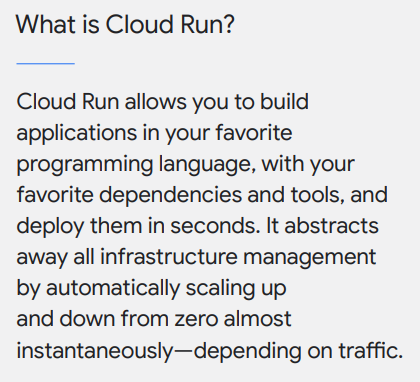 What is Cloud Run?
Cloud Run allows you to build
applications in your favorite
programming language, with your
favorite dependencies and tools, and
deploy them in seconds. It abstracts
away all infrastructure management
by automatically scaling up
and down from zero almost
instantaneously—depending on traffic.